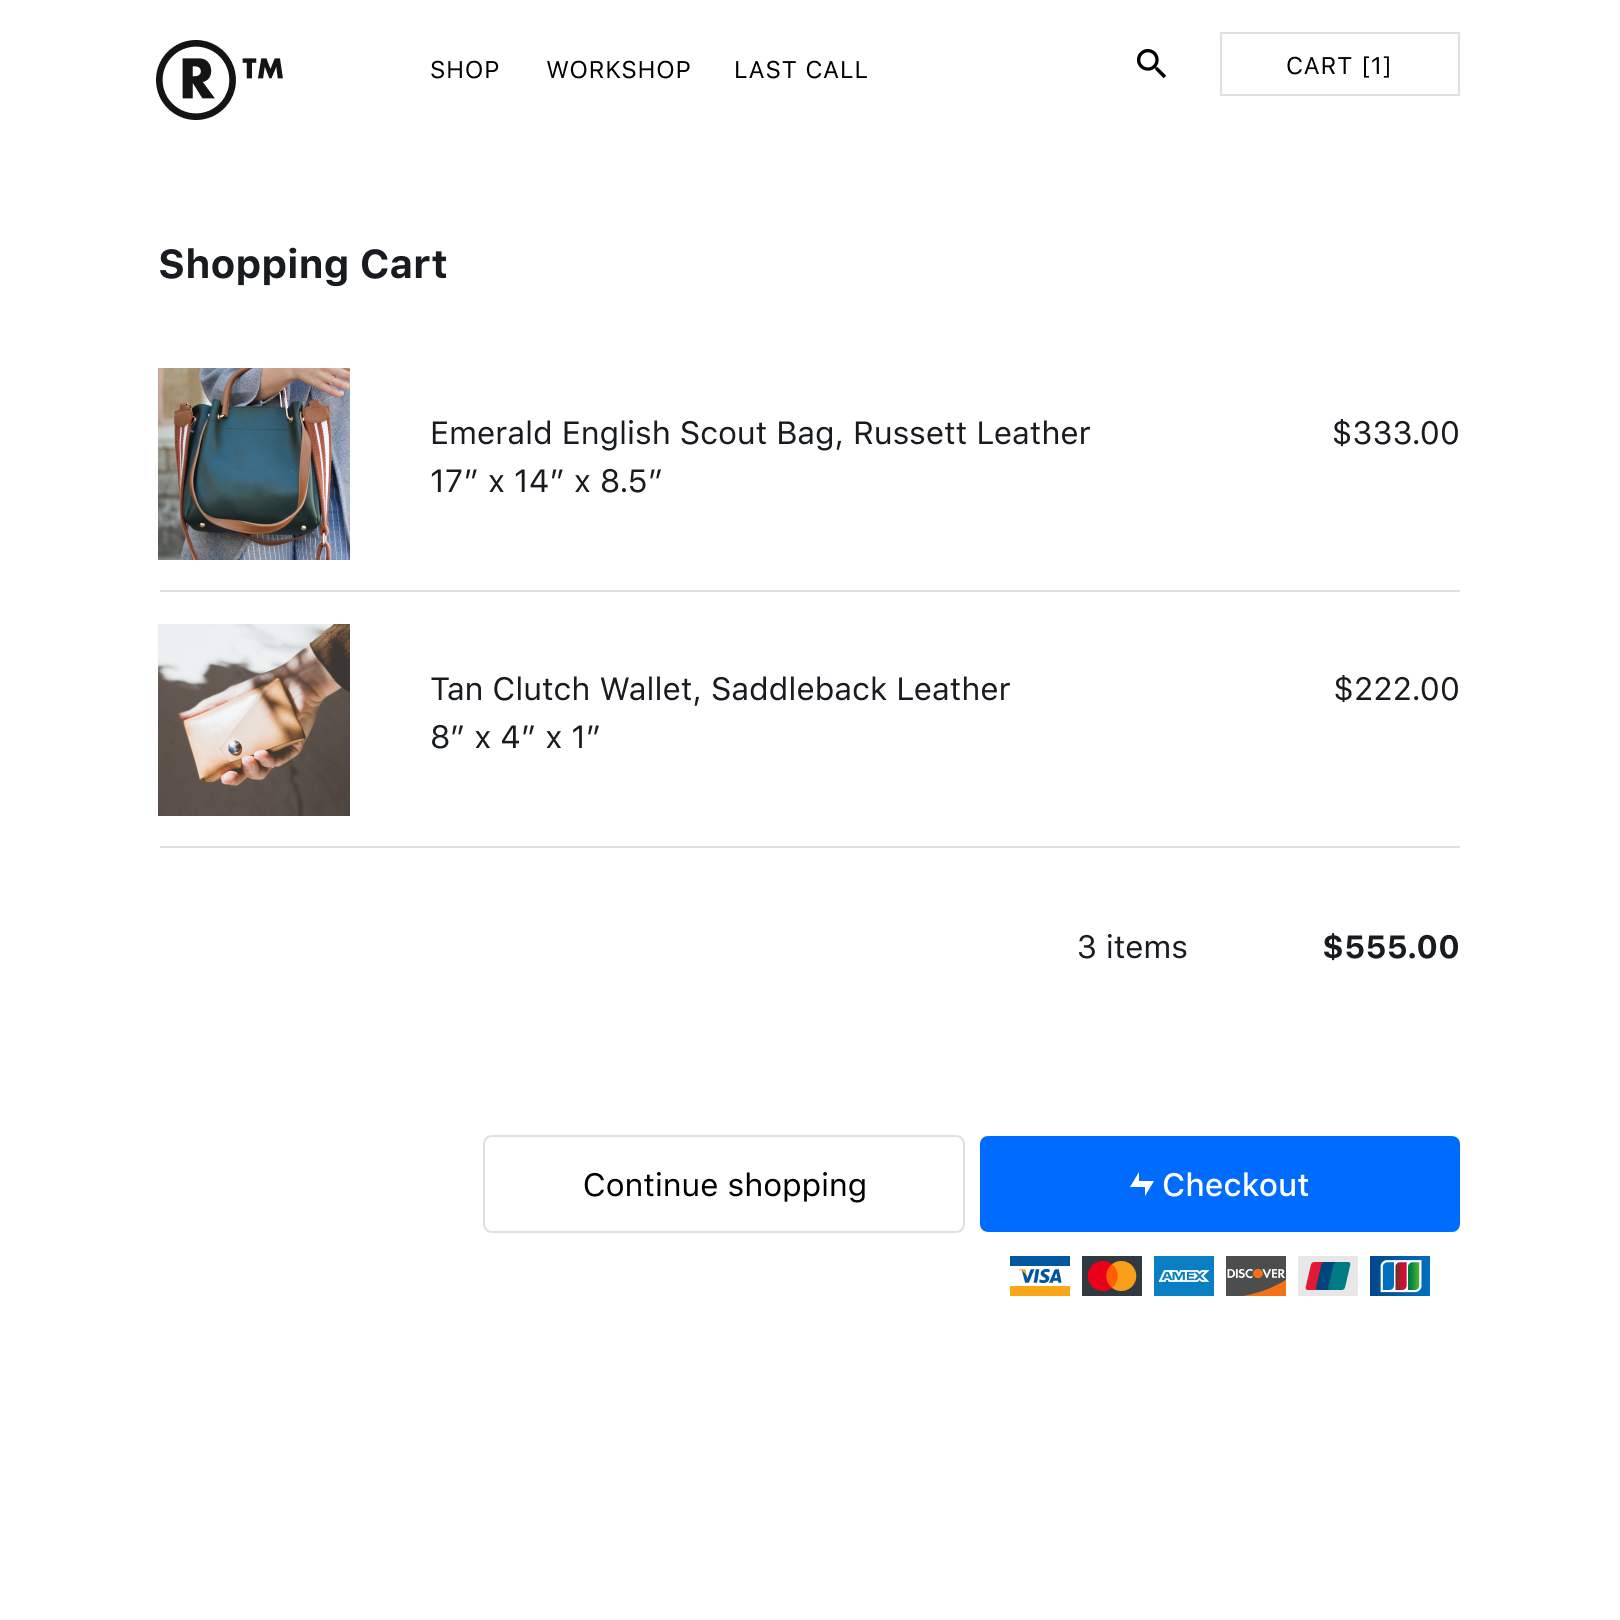 R TM
SHOP WORKSHOP LAST CALL CART [1]
Shopping Cart
Emerald English Scout Bag, Russett Leather $333.00
17” x 14” x 8.5”
Tan Clutch Wallet, Saddleback Leather $222.00
8” x 4” x 1”
3 items $555.00
Continue shopping Checkout
VISA AMEX DISCOVER